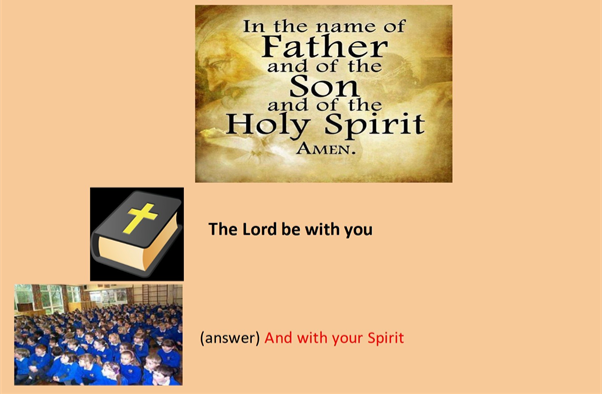 In the name of
Father
and of the
Son
and of the
Holy Spirit
AMEN.
The Lord be with you
(answer) And with your Spirit